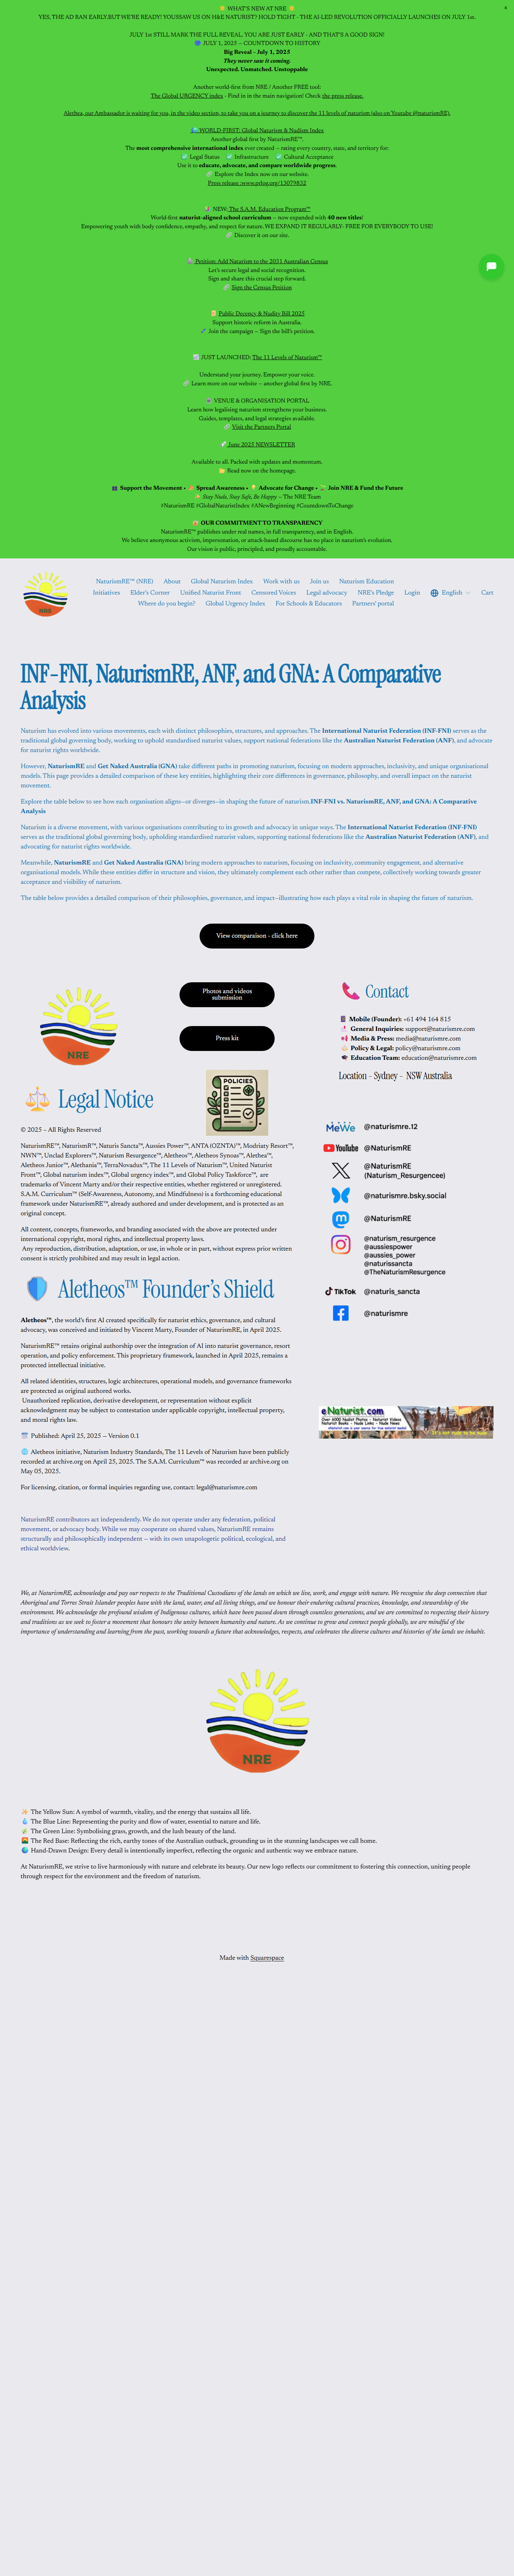 WHAT'S NEW AT NRE
YES, THE AD RAN EARLY.BUT WE'RE READY! YOUSSAW US ON H&E NATURIST? HOLD TIGHT - THE AI-LED REVOLUTION OFFICIALLY LAUNCHES ON JULY 1st.
JULY 1ST STILL MARK THE FULL REVEAL. YOU ARE JUST EARLY - AND THAT'S A GOOD SIGN!
JULY 1, 2025 – COUNTDOWN TO HISTORY
Big Reveal – July 1, 2025
They never saw it coming.
Unexpected. Unmatched. Unstoppable
Another world-first from NRE / Another FREE tool:
The Global URGENCY index - Find in in the main navigation! Check the press release.
Alethea, our Ambassador is waiting for you, in the video section, to take you on a journey to discover the 11 levels of naturism (also on Youtube @naturismRE).
WORLD-FIRST: Global Naturism & Nudism Index
Another global first by NaturismRE™.
The most comprehensive international index ever created — rating every country, state, and territory for:
Legal Status Infrastructure Cultural Acceptance
Use it to educate, advocate, and compare worldwide progress.
Explore the Index now on our website.
Press release :www.prlog.org/13079832
NEW: The S.A.M. Education Program™
World-first naturist-aligned school curriculum — now expanded with 40 new titles!
Empowering youth with body confidence, empathy, and respect for nature. WE EXPAND IT REGULARLY- FREE FOR EVERYBODY TO USE!
Discover it on our site.
Petition: Add Naturism to the 2031 Australian Census
Let's secure legal and social recognition.
Sign and share this crucial step forward.
Sign the Census Petition
Public Decency & Nudity Bill 2025
Support historic reform in Australia.
Join the campaign — Sign the bill's petition.
JUST LAUNCHED: The 11 Levels of Naturism™
Understand your journey. Empower your voice.
Learn more on our website — another global first by NRE.
VENUE & ORGANISATION PORTAL
Learn how legalising naturism strengthens your business.
Guides, templates, and legal strategies available.
Visit the Partners Portal
June 2025 NEWSLETTER
Available to all. Packed with updates and momentum.
Read now on the homepage.
Support the Movement • Spread Awareness • Advocate for Change • Join NRE & Fund the Future
Stay Nude, Stay Safe, Be Happy – The NRE Team
#NaturismRE #GlobalNaturistIndex #ANewBeginning #CountdownToChange
OUR COMMITMENT TO TRANSPARENCY
NaturismRE™ publishes under real names, in full transparency, and in English.
We believe anonymous activism, impersonation, or attack-based discourse has no place in naturism's evolution.
Our vision is public, principled, and proudly accountable.
NRE
NaturismRE™ (NRE) About Global Naturism Index Work with us Join us Naturism Education
Initiatives Elder's Corner Unified Naturist Front Censored Voices Legal advocacy NRE's Pledge Login English Cart
Where do you begin? Global Urgency Index For Schools & Educators Partners' portal
INF-FNI, NaturismRE, ANF, and GNA: A Comparative
Analysis
Naturism has evolved into various movements, each with distinct philosophies, structures, and approaches. The International Naturist Federation (INF-FNI) serves as the
traditional global governing body, working to uphold standardised naturist values, support national federations like the Australian Naturist Federation (ANF), and advocate
for naturist rights worldwide.
However, NaturismRE and Get Naked Australia (GNA) take different paths in promoting naturism, focusing on modern approaches, inclusivity, and unique organisational
models. This page provides a detailed comparison of these key entities, highlighting their core differences in governance, philosophy, and overall impact on the naturist
movement.
Explore the table below to see how each organisation aligns—or diverges—in shaping the future of naturism.INF-FNI vs. NaturismRE, ANF, and GNA: A Comparative
Analysis
Naturism is a diverse movement, with various organisations contributing to its growth and advocacy in unique ways. The International Naturist Federation (INF-FNI)
serves as the traditional global governing body, upholding standardised naturist values, supporting national federations like the Australian Naturist Federation (ANF), and
advocating for naturist rights worldwide.
Meanwhile, NaturismRE and Get Naked Australia (GNA) bring modern approaches to naturism, focusing on inclusivity, community engagement, and alternative
organisational models. While these entities differ in structure and vision, they ultimately complement each other rather than compete, collectively working towards greater
acceptance and visibility of naturism.
The table below provides a detailed comparison of their philosophies, governance, and impact—illustrating how each plays a vital role in shaping the future of naturism.
View comparaison - click here
NRE
Photos and videos
submission
Press kit
POLICIES
Legal Notice
© 2025 – All Rights Reserved
NaturismRE™, NaturismR™, Naturis Sancta™, Aussies Power™, ANTA (OZNTA)™, Modriaty Resort™,
NWN™, Unclad Explorers™, Naturism Resurgence™, Aletheos™, Aletheos Synoas™, Alethea™,
Aletheos Junior™, Alethania™, TerraNovadux™, The 11 Levels of Naturism™, United Naturist
Front™, Global naturism index™, Global urgency index™, and Global Policy Taskforce™, are
trademarks of Vincent Marty and/or their respective entities, whether registered or unregistered.
S.A.M. Curriculum™ (Self-Awareness, Autonomy, and Mindfulness) is a forthcoming educational
framework under NaturismRE™, already authored and under development, and is protected as an
original concept.
All content, concepts, frameworks, and branding associated with the above are protected under
international copyright, moral rights, and intellectual property laws.
Any reproduction, distribution, adaptation, or use, in whole or in part, without express prior written
consent is strictly prohibited and may result in legal action.
Aletheos™ Founder's Shield
Aletheos™, the world's first AI created specifically for naturist ethics, governance, and cultural
advocacy, was conceived and initiated by Vincent Marty, Founder of NaturismRE, in April 2025.
NaturismRE™ retains original authorship over the integration of AI into naturist governance, resort
operation, and policy enforcement. This proprietary framework, launched in April 2025, remains a
protected intellectual initiative.
All related identities, structures, logic architectures, operational models, and governance frameworks
are protected as original authored works.
Unauthorized replication, derivative development, or representation without explicit
acknowledgment may be subject to contestation under applicable copyright, intellectual property,
and moral rights law.
Published: April 25, 2025 — Version 0.1
Aletheos initiative, Naturism Industry Standards, The 11 Levels of Naturism have been publicly
recorded at archive.org on April 25, 2025. The S.A.M. Curriculum™ was recorded ar archive.org on
May 05, 2025.
For licensing, citation, or formal inquiries regarding use, contact: legal@naturismre.com
NaturismRE contributors act independently. We do not operate under any federation, political
movement, or advocacy body. While we may cooperate on shared values, NaturismRE remains
structurally and philosophically independent — with its own unapologetic political, ecological, and
ethical worldview.
Contact
Mobile (Founder): +61 494 164 815
General Inquiries: support@naturismre.com
Media & Press: media@naturismre.com
Policy & Legal: policy@naturismre.com
Education Team: education@naturismre.com
Location - Sydney - NSW Australia
MeWe @naturismre.12
YouTube @NaturismRE
@NaturismRE
(Naturism_Resurgencee)
@naturismre.bsky.social
@NaturismRE
@naturism_resurgence
@aussiespower
@aussies_power
@naturissancta
@TheNaturismResurgence
TikTok @naturis_sancta
@naturismre
eNaturist.com
Over 6000 Nudist Photos - Naturist Videos
Nudists Links - Nude News
It's not rude to be nude!
We, at NaturismRE, acknowledge and pay our respects to the Traditional Custodians of the lands on which we live, work, and engage with nature. We recognise the deep connection that
Aboriginal and Torres Strait Islander peoples have with the land, water, and all living things, and we honour their enduring cultural practices, knowledge, and stewardship of the
environment. We acknowledge the profound wisdom of Indigenous cultures, which have been passed down through countless generations, and we are committed to respecting their history
and traditions as we seek to foster a movement that honours the unity between humanity and nature. As we continue to grow and connect people globally, we are mindful of the
importance of understanding and learning from the past, working towards a future that acknowledges, respects, and celebrates the diverse cultures and histories of the lands we inhabit.
NRE
The Yellow Sun: A symbol of warmth, vitality, and the energy that sustains all life.
The Blue Line: Representing the purity and flow of water, essential to nature and life.
The Green Line: Symbolising grass, growth, and the lush beauty of the land.
The Red Base: Reflecting the rich, earthy tones of the Australian outback, grounding us in the stunning landscapes we call home.
Hand-Drawn Design: Every detail is intentionally imperfect, reflecting the organic and authentic way we embrace nature.
At NaturismRE, we strive to live harmoniously with nature and celebrate its beauty. Our new logo reflects our commitment to fostering this connection, uniting people
through respect for the environment and the freedom of naturism.
Made with Squarespace